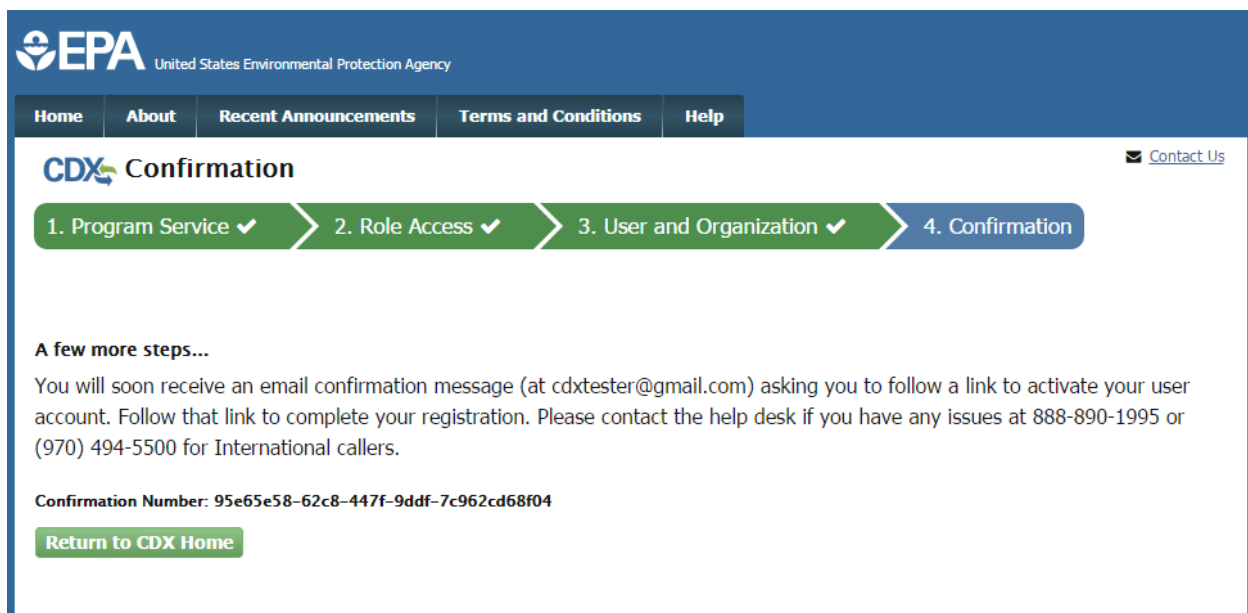 EPA United States Environmental Protection Agency
Home About Recent Announcements Terms and Conditions Help
Contact Us
CDX Confirmation
1. Program Service ✔ 2. Role Access ✔ 3. User and Organization ✔ 4. Confirmation
A few more steps...
You will soon receive an email confirmation message (at cdxtester@gmail.com) asking you to follow a link to activate your user
account. Follow that link to complete your registration. Please contact the help desk if you have any issues at 888-890-1995 or
(970) 494-5500 for International callers.
Confirmation Number: 95e65e58-62c8-447f-9ddf-7c962cd68f04
Return to CDX Home